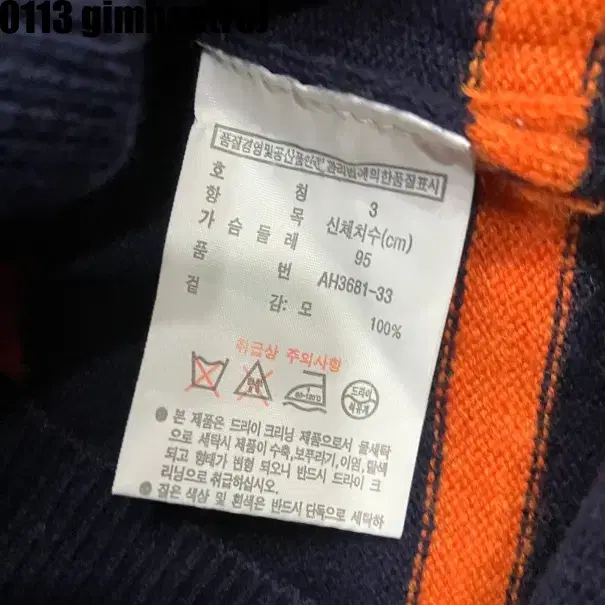 0113 gimhant
품질경영및공산품안전 관리법에의한품질표시
호 칭 3
항 목 신체치수(cm)
가슴둘레 95
품 번 AH3681-33
겉 감: 모 100%
취급상 주의사항
60-120℃
드라이
● 본 제품은 드라이 크리닝 제품으로서 물세탁
으로 세탁시 제품이 수축,보푸라기,이염,탈색
되고 형태가 변형 되오니 반드시 드라이 크
리닝으로 취급하십시오.
● 짙은 색상 및 흰색은 반드시 단독으로 세탁하